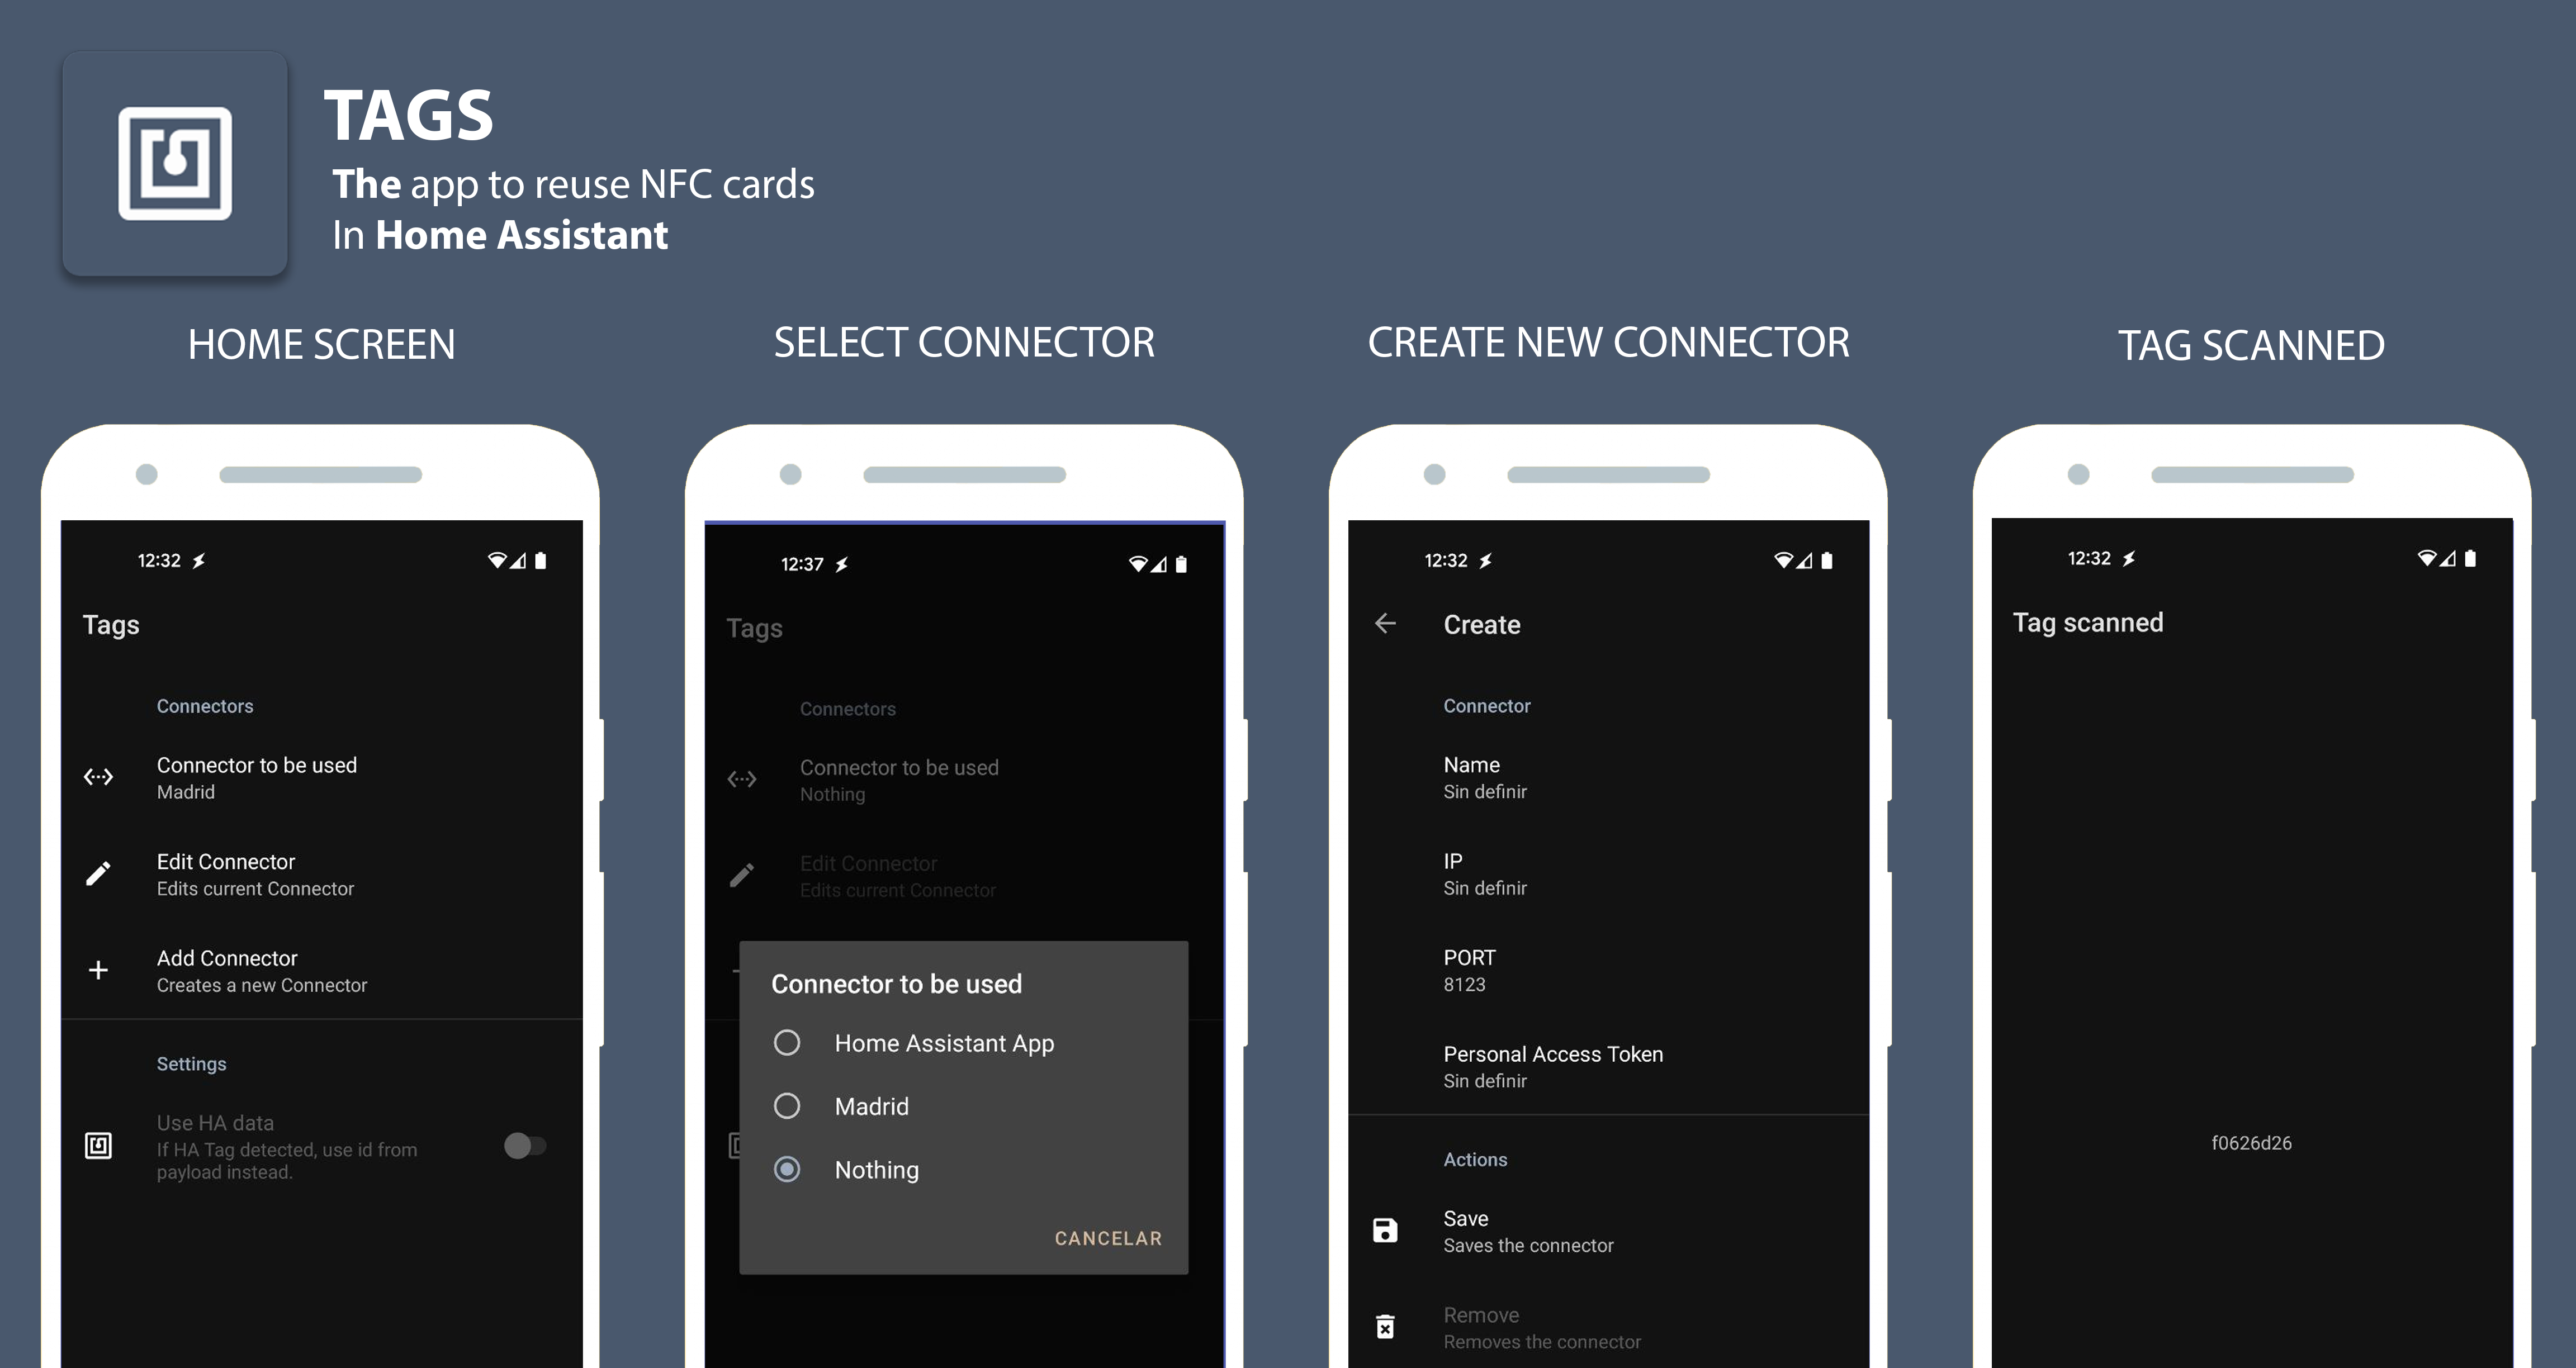 TAGS
The app to reuse NFC cards
In Home Assistant
HOME SCREEN
12:32
Tags
Connectors
Connector to be used
Madrid
Edit Connector
Edits current Connector
Add Connector
Creates a new Connector
Settings
Use HA data
If HA Tag detected, use id from
payload instead.
SELECT CONNECTOR
12:37
Tags
Connectors
Connector to be used
Nothing
Edit Connector
Edits current Connector
Connector to be used
Home Assistant App
Madrid
Nothing
CANCELAR
CREATE NEW CONNECTOR
12:32
Create
Connector
Name
Sin definir
IP
Sin definir
PORT
8123
Personal Access Token
Sin definir
Actions
Save
Saves the connector
Remove
Removes the connector
TAG SCANNED
12:32
Tag scanned
f0626d26